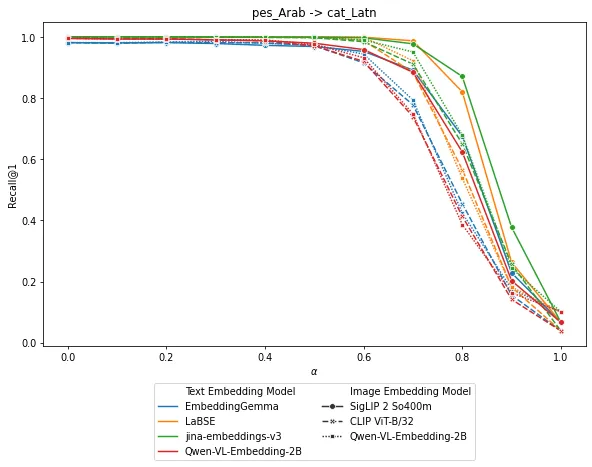 pes_Arab -> cat_Latn
1.0
0.8
0.6
0.4
0.2
0.0
Recall@1
0.0 0.2 0.4 0.6 0.8 1.0
α
Text Embedding Model Image Embedding Model
EmbeddingGemma SigLIP 2 So400m
LaBSE CLIP ViT-B/32
jina-embeddings-v3 Qwen-VL-Embedding-2B
Qwen-VL-Embedding-2B